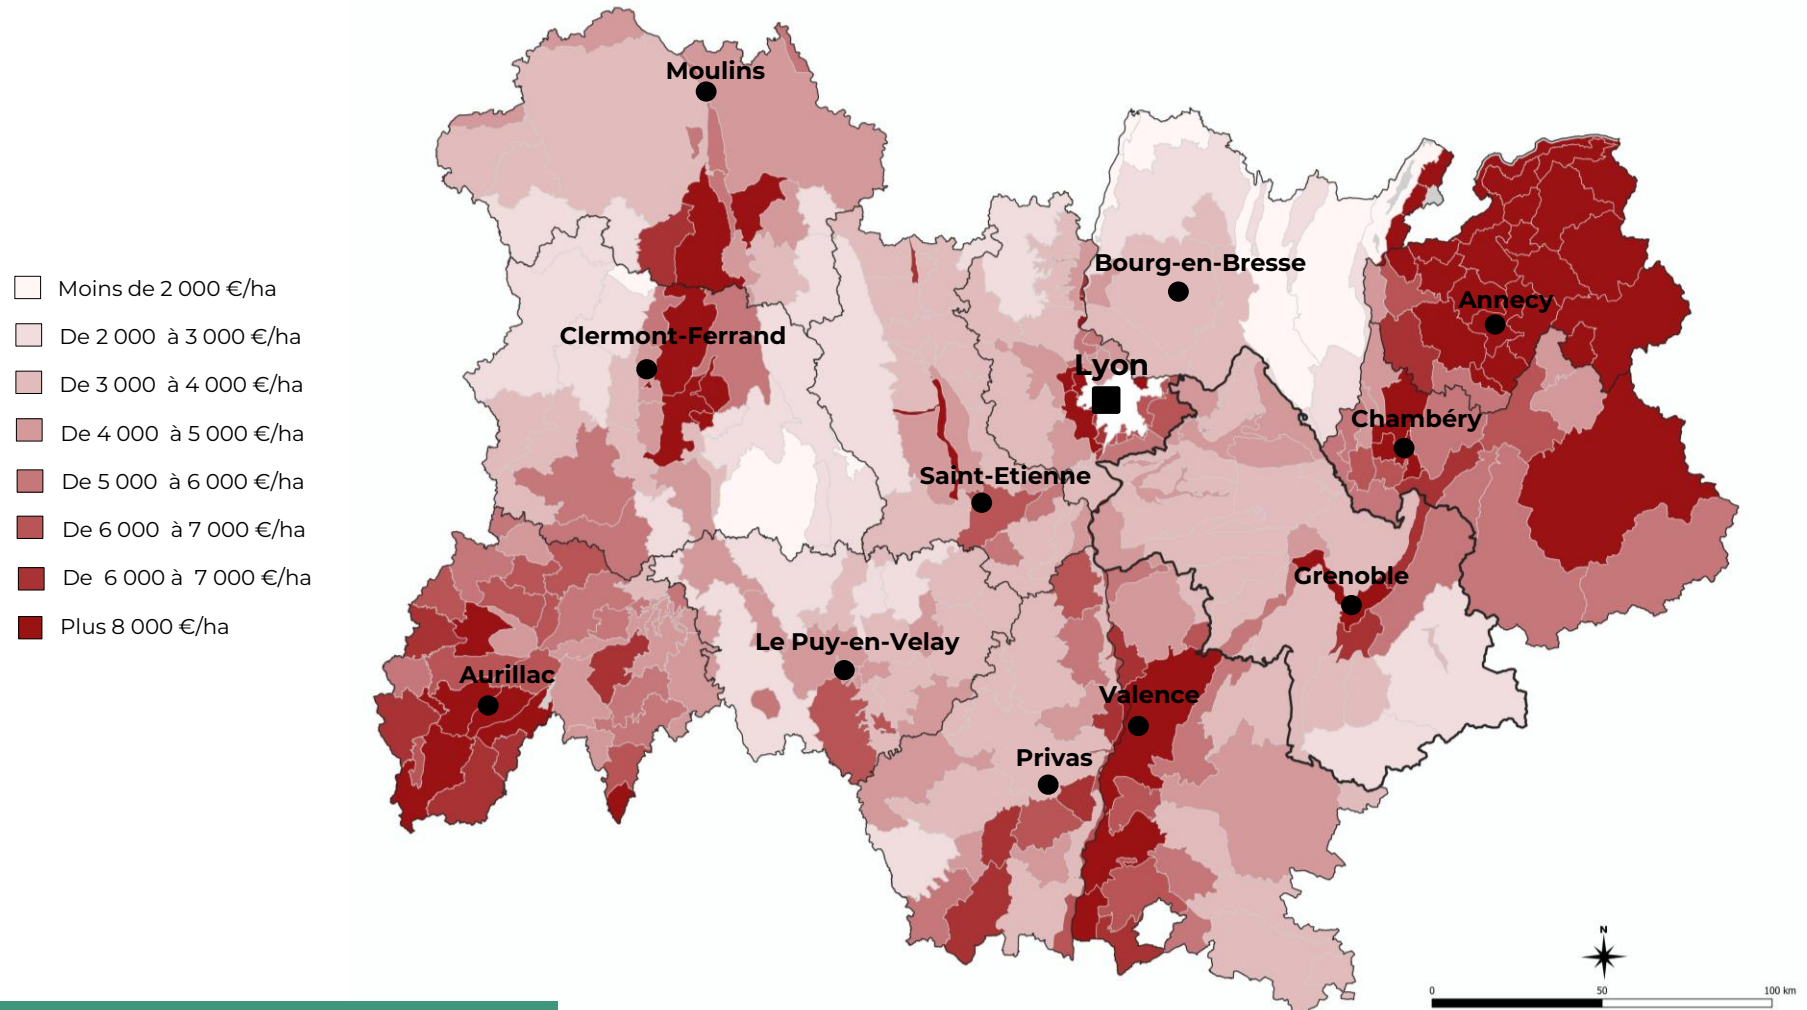 Moulins
Bourg-en-Bresse
Moins de 2 000 €/ha
Annecy
De 2 000 à 3 000 €/ha
Clermont-Ferrand
Lyon
De 3 000 à 4 000 €/ha
Chambéry
De 4 000 à 5 000 €/ha
Saint-Etienne
De 5 000 à 6 000 €/ha
De 6 000 à 7 000 €/ha
De 6 000 à 7 000 €/ha
Grenoble
Plus 8 000 €/ha
Le Puy-en-Velay
Aurillac
Valence
Privas
N
0 50 100 km